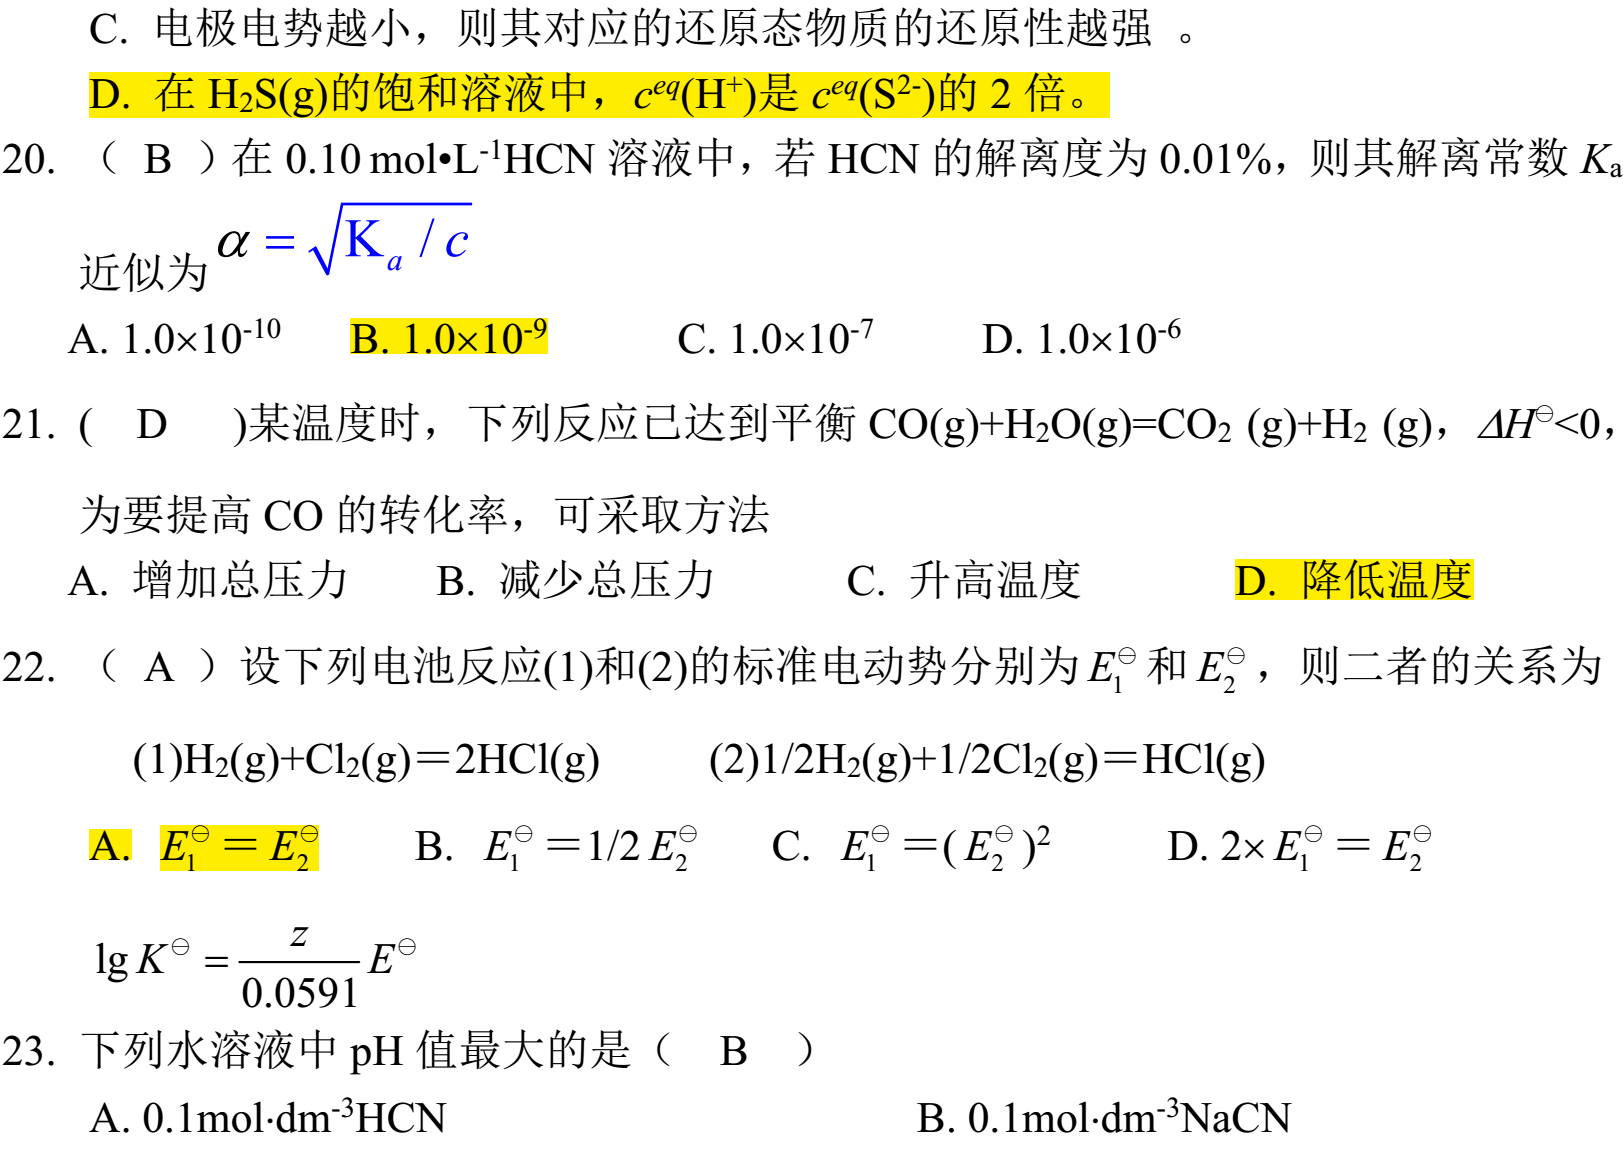 C. 电极电势越小，则其对应的还原态物质的还原性越强 。
D. 在 H₂S(g)的饱和溶液中，c^eq(H⁺)是 c^eq(S²⁻)的 2 倍。
20. （ B ）在 0.10 mol•L⁻¹HCN 溶液中，若 HCN 的解离度为 0.01%，则其解离常数 Kₐ
近似为 α = √(Kₐ / c)
A. 1.0×10⁻¹⁰ B. 1.0×10⁻⁹ C. 1.0×10⁻⁷ D. 1.0×10⁻⁶
21. ( D )某温度时，下列反应已达到平衡 CO(g)+H₂O(g)=CO₂ (g)+H₂ (g)，ΔH^⊖<0，
为要提高 CO 的转化率，可采取方法
A. 增加总压力 B. 减少总压力 C. 升高温度 D. 降低温度
22. （ A ）设下列电池反应(1)和(2)的标准电动势分别为 E₁^⊖ 和 E₂^⊖，则二者的关系为
(1)H₂(g)+Cl₂(g)＝2HCl(g) (2)1/2H₂(g)+1/2Cl₂(g)＝HCl(g)
A. E₁^⊖＝E₂^⊖ B. E₁^⊖＝1/2 E₂^⊖ C. E₁^⊖＝( E₂^⊖ )² D. 2× E₁^⊖＝ E₂^⊖
lg K^⊖ = z/0.0591 E^⊖
23. 下列水溶液中 pH 值最大的是（ B ）
A. 0.1mol·dm⁻³HCN B. 0.1mol·dm⁻³NaCN